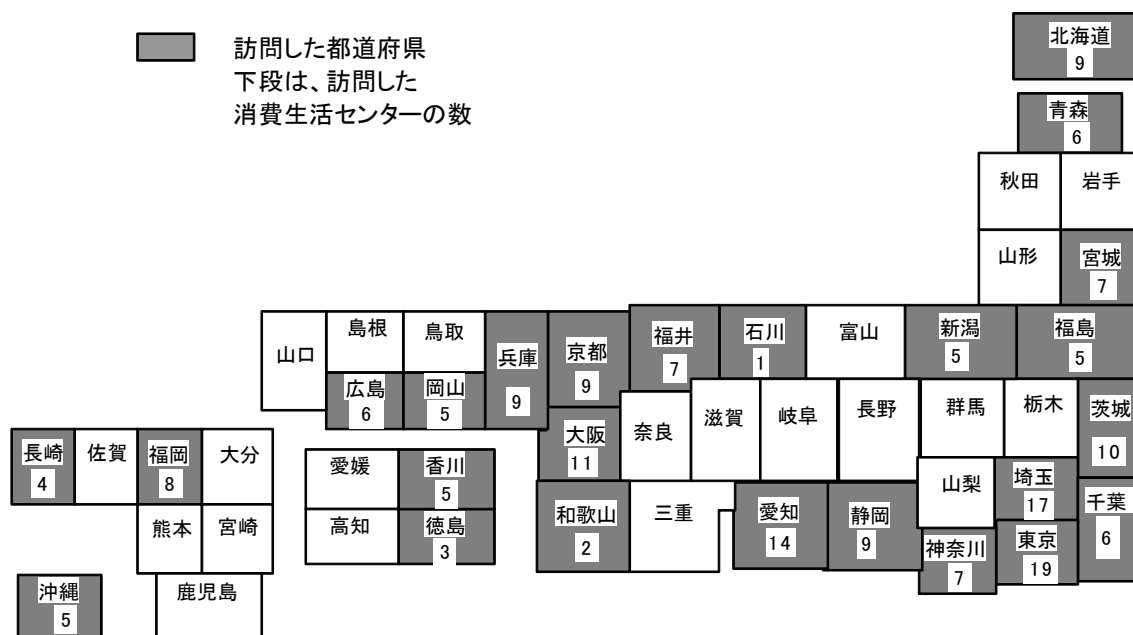 訪問した都道府県
下段は、訪問した
消費生活センターの数
北海道
9
青森
6
秋田
岩手
山形
宮城
7
山口
島根
鳥取
兵庫
9
京都
9
福井
7
石川
1
富山
新潟
5
福島
5
広島
6
岡山
5
大阪
11
奈良
滋賀
岐阜
長野
群馬
栃木
茨城
10
長崎
4
佐賀
福岡
8
大分
愛媛
香川
5
山梨
埼玉
17
千葉
6
熊本
宮崎
高知
徳島
3
和歌山
2
三重
愛知
14
静岡
9
神奈川
7
東京
19
沖縄
5
鹿児島